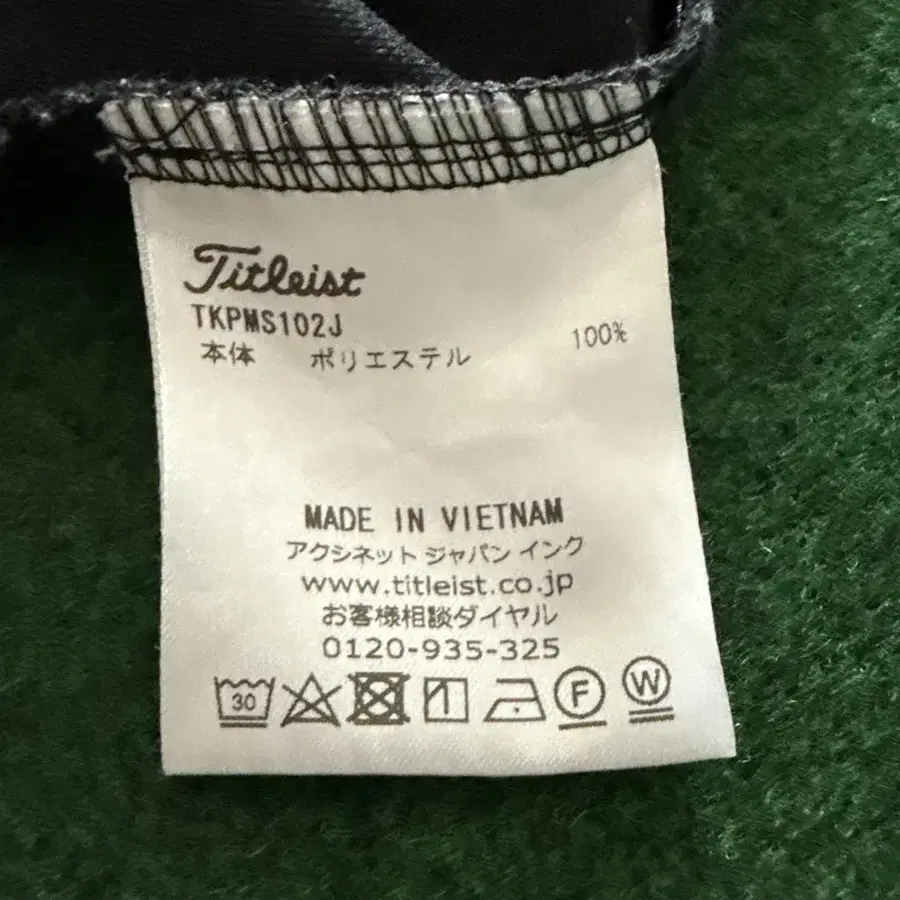 Titleist
TKPMS102J
本体 ポリエステル 100%
MADE IN VIETNAM
アクシネット ジャパン インク
www.titleist.co.jp
お客様相談ダイヤル
0120-935-325
30 F W